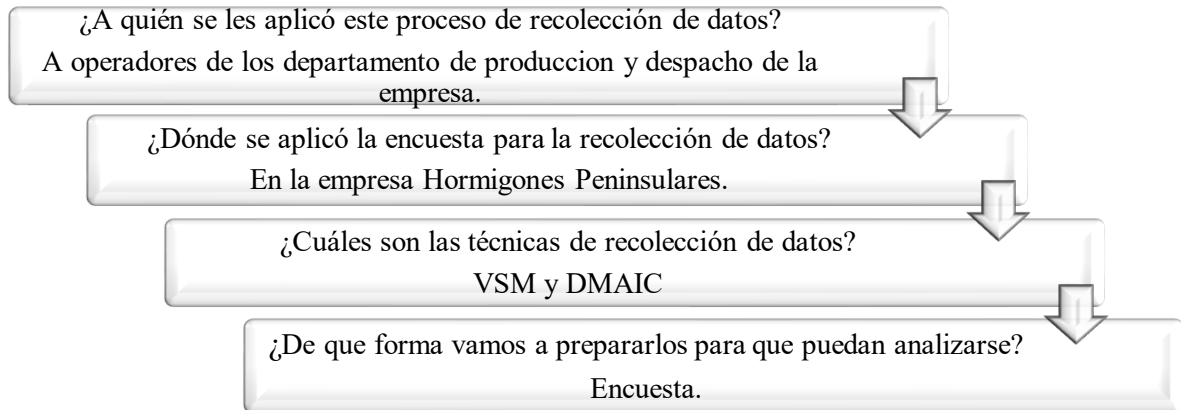 ¿A quién se les aplicó este proceso de recolección de datos?
A operadores de los departamento de produccion y despacho de la
empresa.
¿Dónde se aplicó la encuesta para la recolección de datos?
En la empresa Hormigones Peninsulares.
¿Cuáles son las técnicas de recolección de datos?
VSM y DMAIC
¿De que forma vamos a prepararlos para que puedan analizarse?
Encuesta.